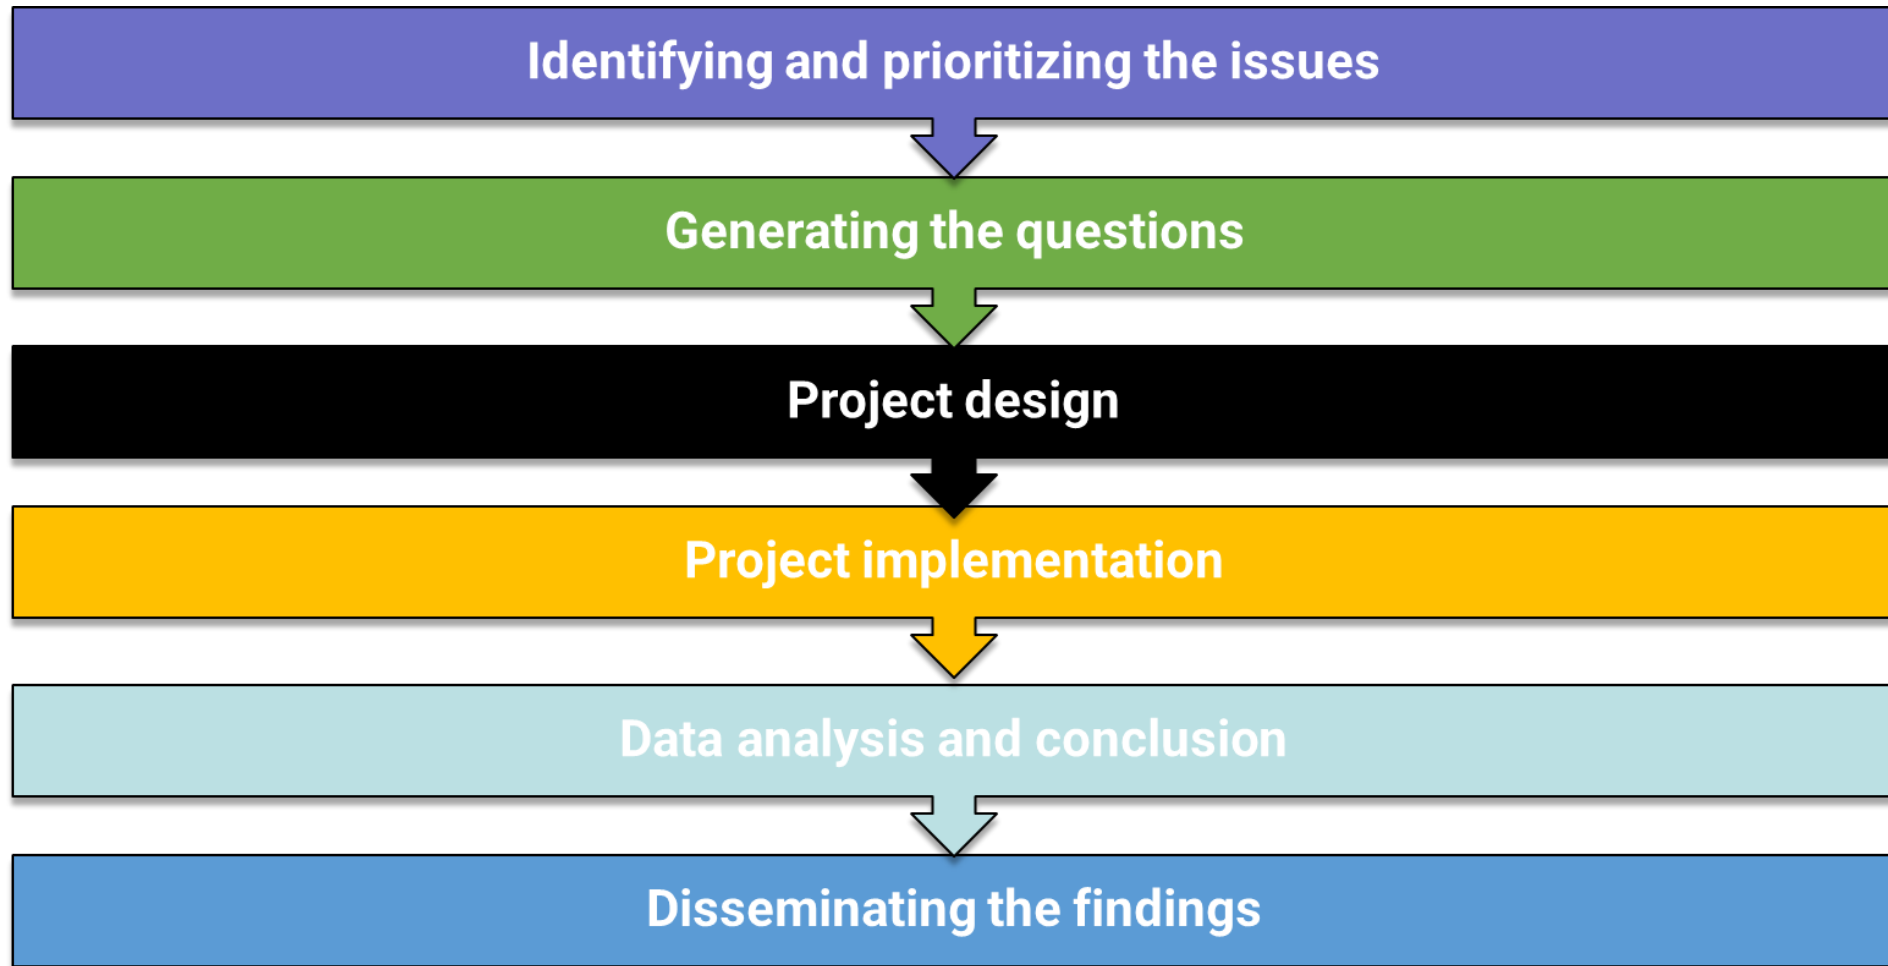 Identifying and prioritizing the issues
Generating the questions
Project design
Project implementation
Data analysis and conclusion
Disseminating the findings